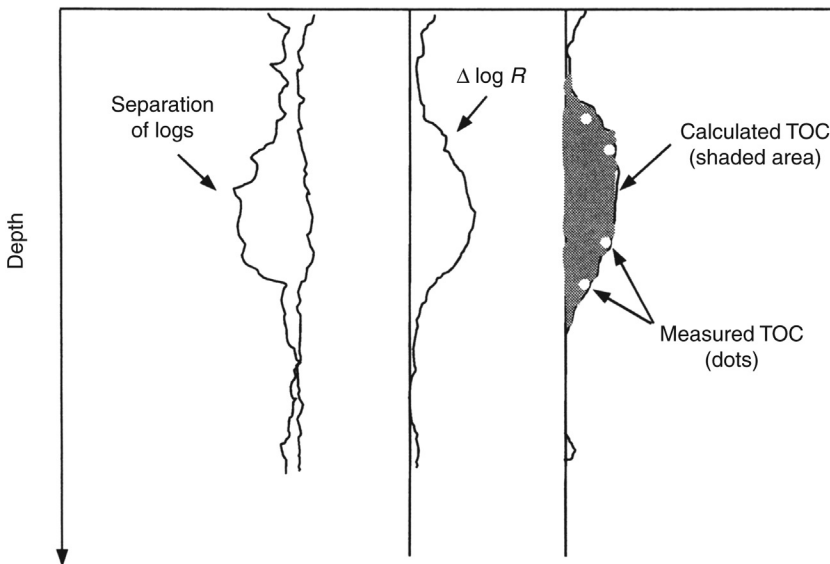 Δ log R
Separation
of logs
Calculated TOC
(shaded area)
Depth
Measured TOC
(dots)